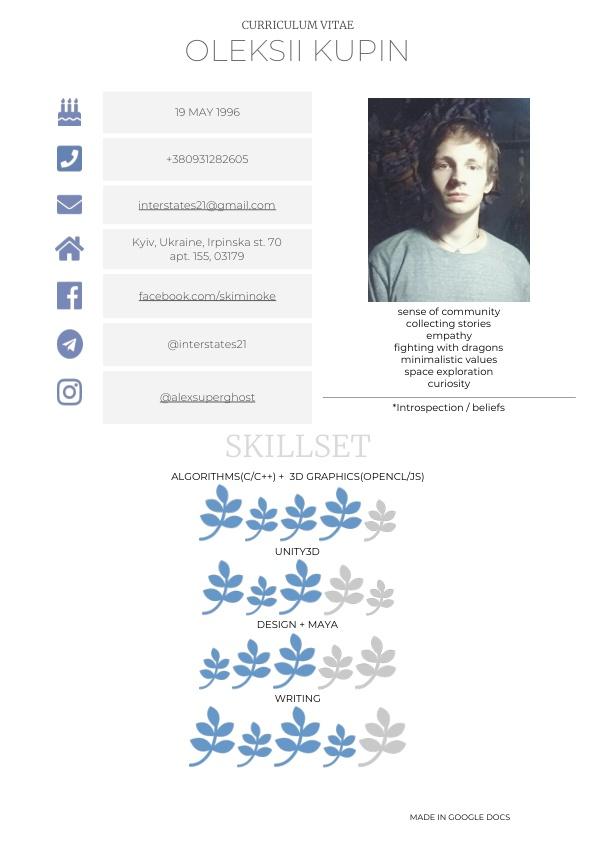 CURRICULUM VITAE
OLEKSII KUPIN
19 MAY 1996
+380931282605
interstates21@gmail.com
Kyiv, Ukraine, Irpinska st. 70
apt. 155, 03179
facebook.com/skiminoke
@interstates21
@alexsuperghost
sense of community
collecting stories
empathy
fighting with dragons
minimalistic values
space exploration
curiosity
*Introspection / beliefs
SKILLSET
ALGORITHMS(C/C++) + 3D GRAPHICS(OPENCL/JS)
UNITY3D
DESIGN + MAYA
WRITING
MADE IN GOOGLE DOCS